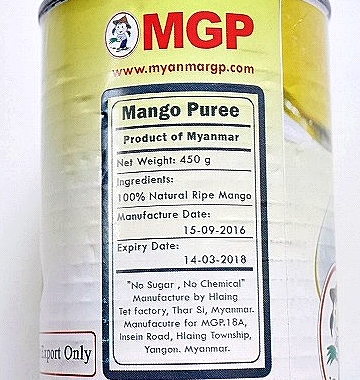 MGP
www.myanmargp.com
Mango Puree
Product of Myanmar
Net Weight: 450 g
Ingredients:
100% Natural Ripe Mango
Manufacture Date:
15-09-2016
Expiry Date:
14-03-2018
"No Sugar , No Chemical"
Manufacture by Hlaing
Tet factory, Thar Si, Myanmar.
Manufacutre for MGP.18A,
Insein Road, Hlaing Township,
Yangon. Myanmar.
Export Only